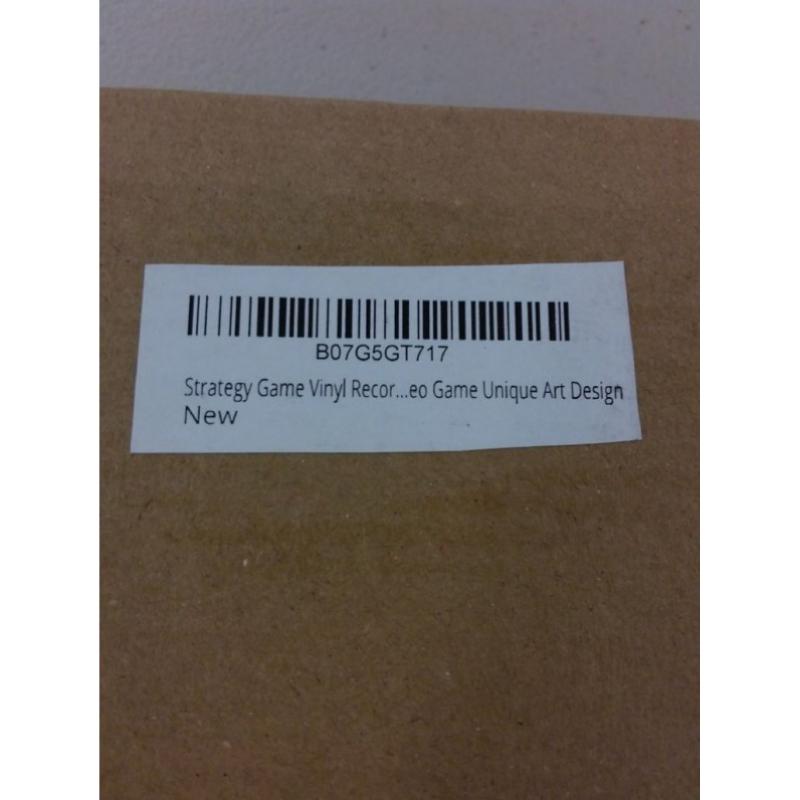 B07G5GT717
Strategy Game Vinyl Recor...eo Game Unique Art Design
New